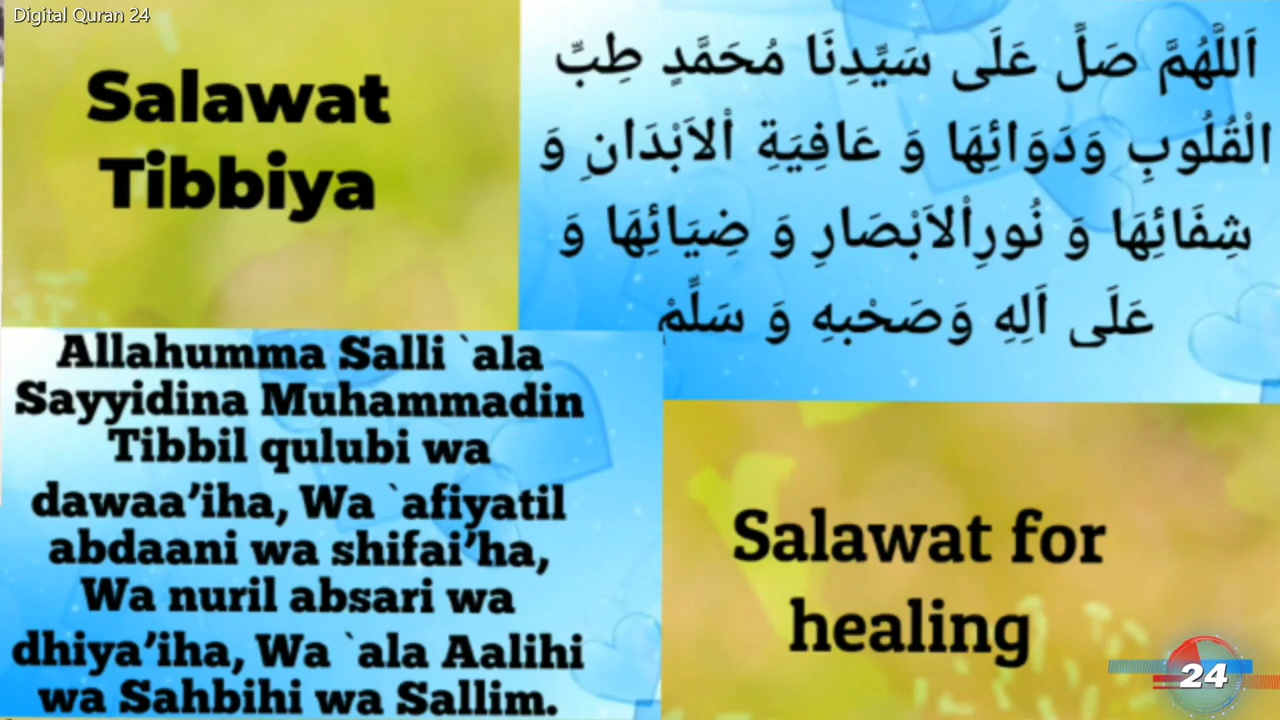 Digital Quran 24
Salawat
Tibbiya
اَللَّهُمَّ صَلِّ عَلَى سَيِّدِنَا مُحَمَّدٍ طِبِّ
الْقُلُوبِ وَدَوَائِهَا وَ عَافِيَةِ اْلاَبْدَانِ وَ
شِفَائِهَا وَ نُورِاْلاَبْصَارِ وَ ضِيَائِهَا وَ
عَلَى اَلِهِ وَصَحْبِهِ وَ سَلِّمْ
Allahumma Salli `ala
Sayyidina Muhammadin
Tibbil qulubi wa
dawaa’iha, Wa `afiyatil
abdaani wa shifai’ha,
Wa nuril absari wa
dhiya’iha, Wa `ala Aalihi
wa Sahbihi wa Sallim.
Salawat for
healing
24